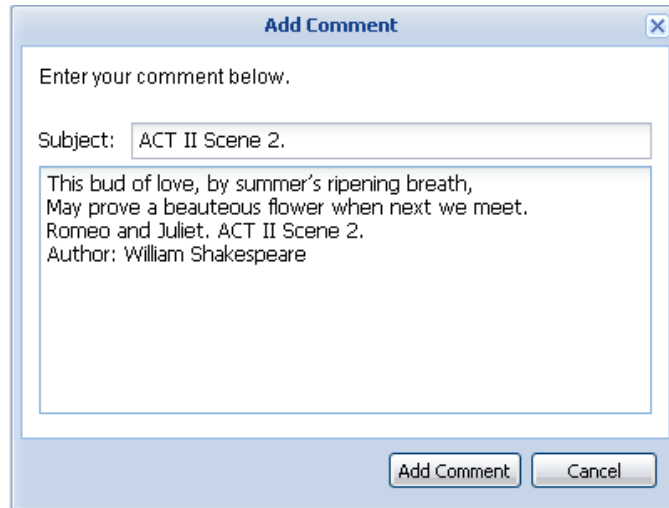 Add Comment
Enter your comment below.
Subject: ACT II Scene 2.
This bud of love, by summer's ripening breath,
May prove a beauteous flower when next we meet.
Romeo and Juliet. ACT II Scene 2.
Author: William Shakespeare
Add Comment Cancel